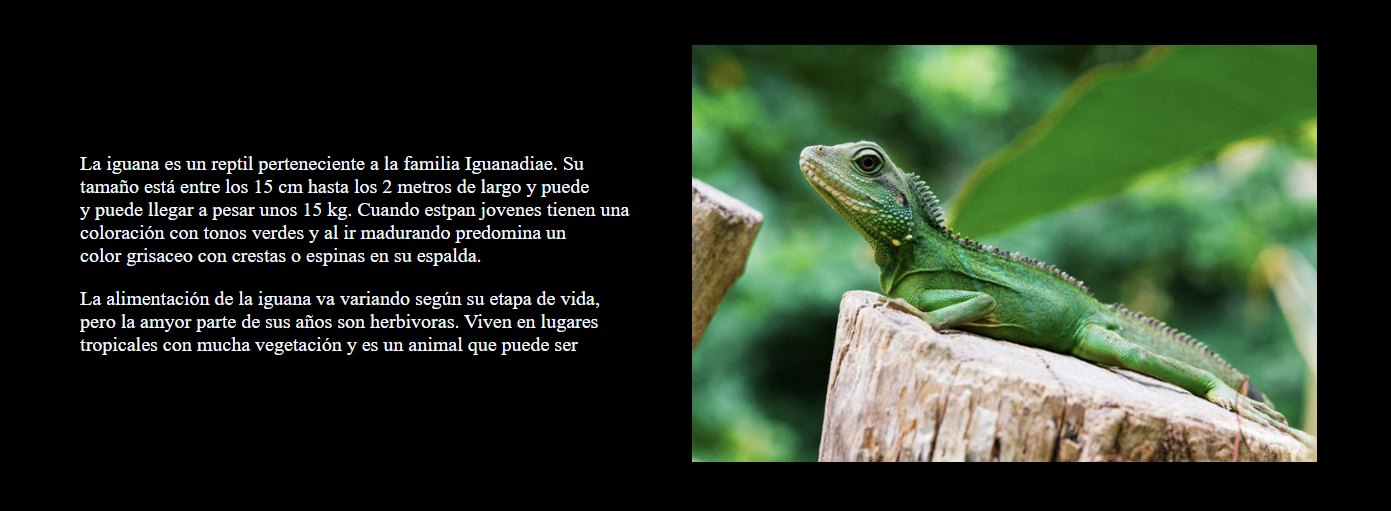 La iguana es un reptil perteneciente a la familia Iguanadiae. Su
tamaño está entre los 15 cm hasta los 2 metros de largo y puede
y puede llegar a pesar unos 15 kg. Cuando estpan jovenes tienen una
coloración con tonos verdes y al ir madurando predomina un
color grisaceo con crestas o espinas en su espalda.
La alimentación de la iguana va variando según su etapa de vida,
pero la amyor parte de sus años son herbivoras. Viven en lugares
tropicales con mucha vegetación y es un animal que puede ser